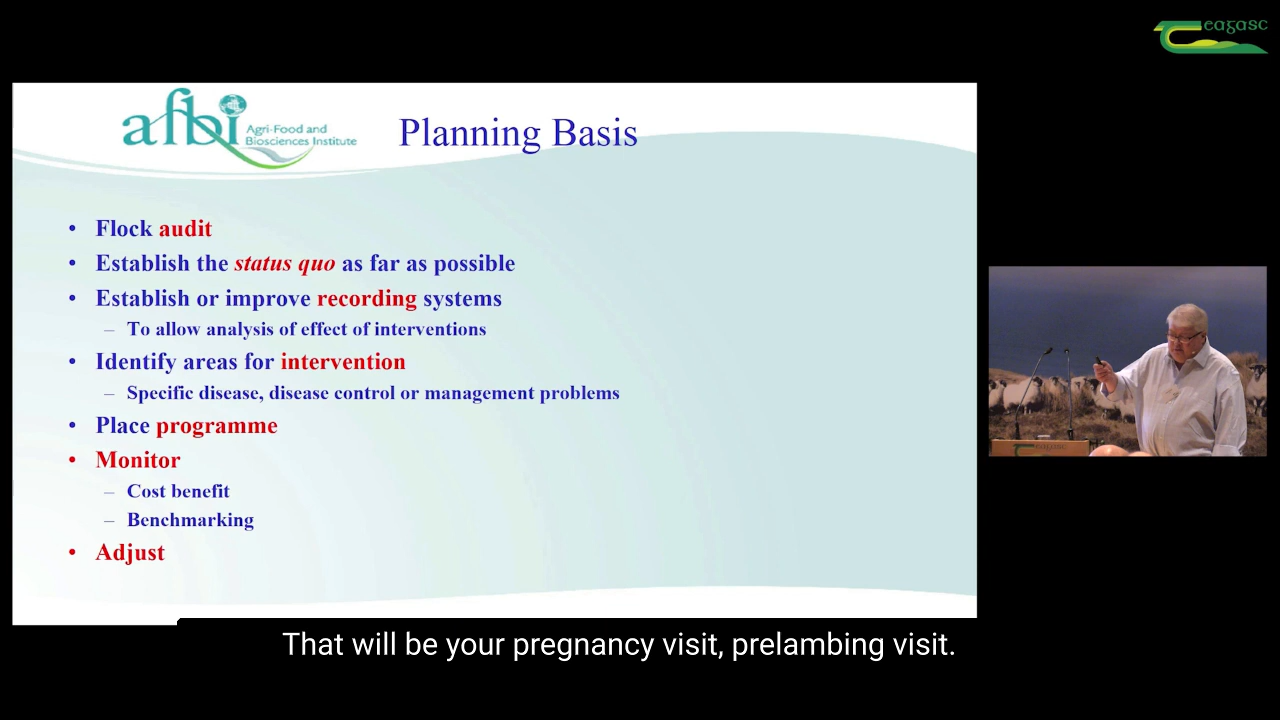 eagasc
afbi
Agri-Food and
Biosciences Institute
Planning Basis
• Flock audit
• Establish the status quo as far as possible
• Establish or improve recording systems
– To allow analysis of effect of interventions
• Identify areas for intervention
– Specific disease, disease control or management problems
• Place programme
• Monitor
– Cost benefit
– Benchmarking
• Adjust
eagasc
That will be your pregnancy visit, prelambing visit.